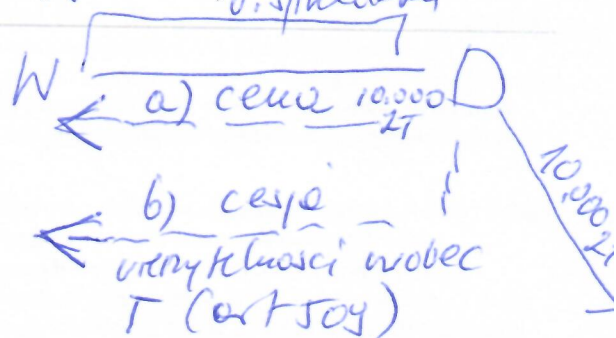 W
D
a) cena 10.000 zł
b) cesja
wierzytelności wobec
T (art 509)
10.000 zł